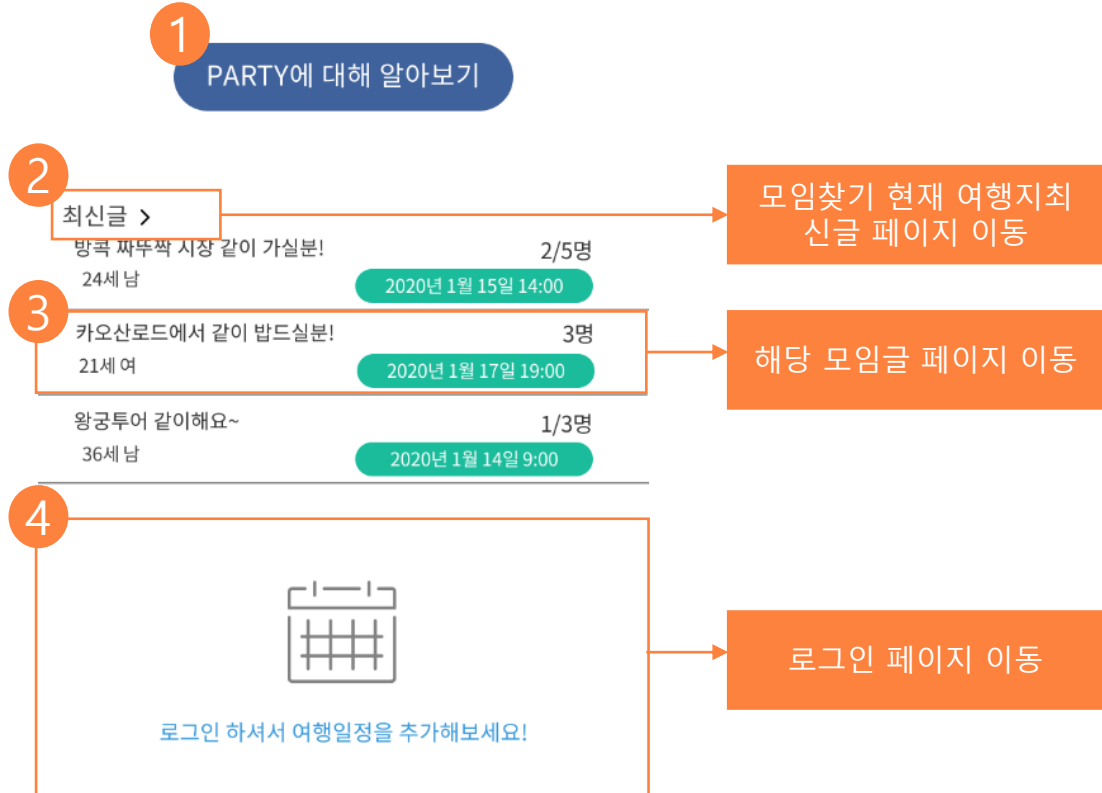 1
PARTY에 대해 알아보기
2
최신글 >
모임찾기 현재 여행지최
신글 페이지 이동
방콕 짜뚜짝 시장 같이 가실분!
2/5명
24세 남
2020년 1월 15일 14:00
3
카오산로드에서 같이 밥드실분!
3명
21세 여
2020년 1월 17일 19:00
해당 모임글 페이지 이동
왕궁투어 같이해요~
1/3명
36세 남
2020년 1월 14일 9:00
4
로그인 페이지 이동
로그인 하셔서 여행일정을 추가해보세요!